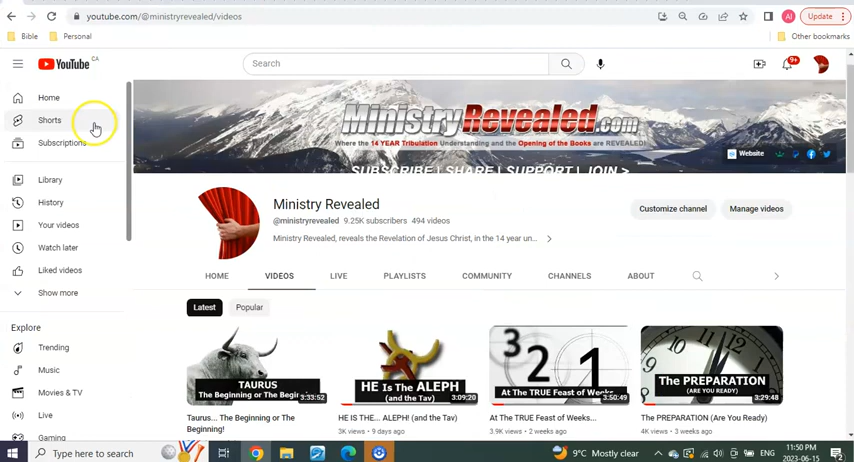 youtube.com/@ministryrevealed/videos
AI
Update
Bible
Personal
Other bookmarks
YouTube CA
Search
9+
Home
Shorts
Subscriptions
Library
History
Your videos
Watch later
Liked videos
Show more
Explore
Trending
Music
Movies & TV
Live
Gaming
MinistryRevealed.com
Where the 14 YEAR Tribulation Understanding and the Opening of the Books are REVEALED!
SUBSCRIBE | SHARE | SUPPORT | JOIN >
Website
Ministry Revealed
@ministryrevealed 9.25K subscribers 494 videos
Ministry Revealed, reveals the Revelation of Jesus Christ, in the 14 year un...
Customize channel
Manage videos
HOME VIDEOS LIVE PLAYLISTS COMMUNITY CHANNELS ABOUT
Latest Popular
TAURUS
The Beginning or The Beg
3:33:52
Taurus... The Beginning or The
Beginning?
HE Is The ALEPH
(and the Tav)
3:09:20
HE IS THE... ALEPH! (and the Tav)
3K views • 9 days ago
3 2 1
At The TRUE Feast of Weeks
3:50:49
At The TRUE Feast of Weeks...
3.9K views • 2 weeks ago
The PREPARATION
(ARE YOU READY)
3:29:48
The PREPARATION (Are You Ready)
4K views • 3 weeks ago
Type here to search
9°C Mostly clear
ENG
11:50 PM
2023-06-15
2